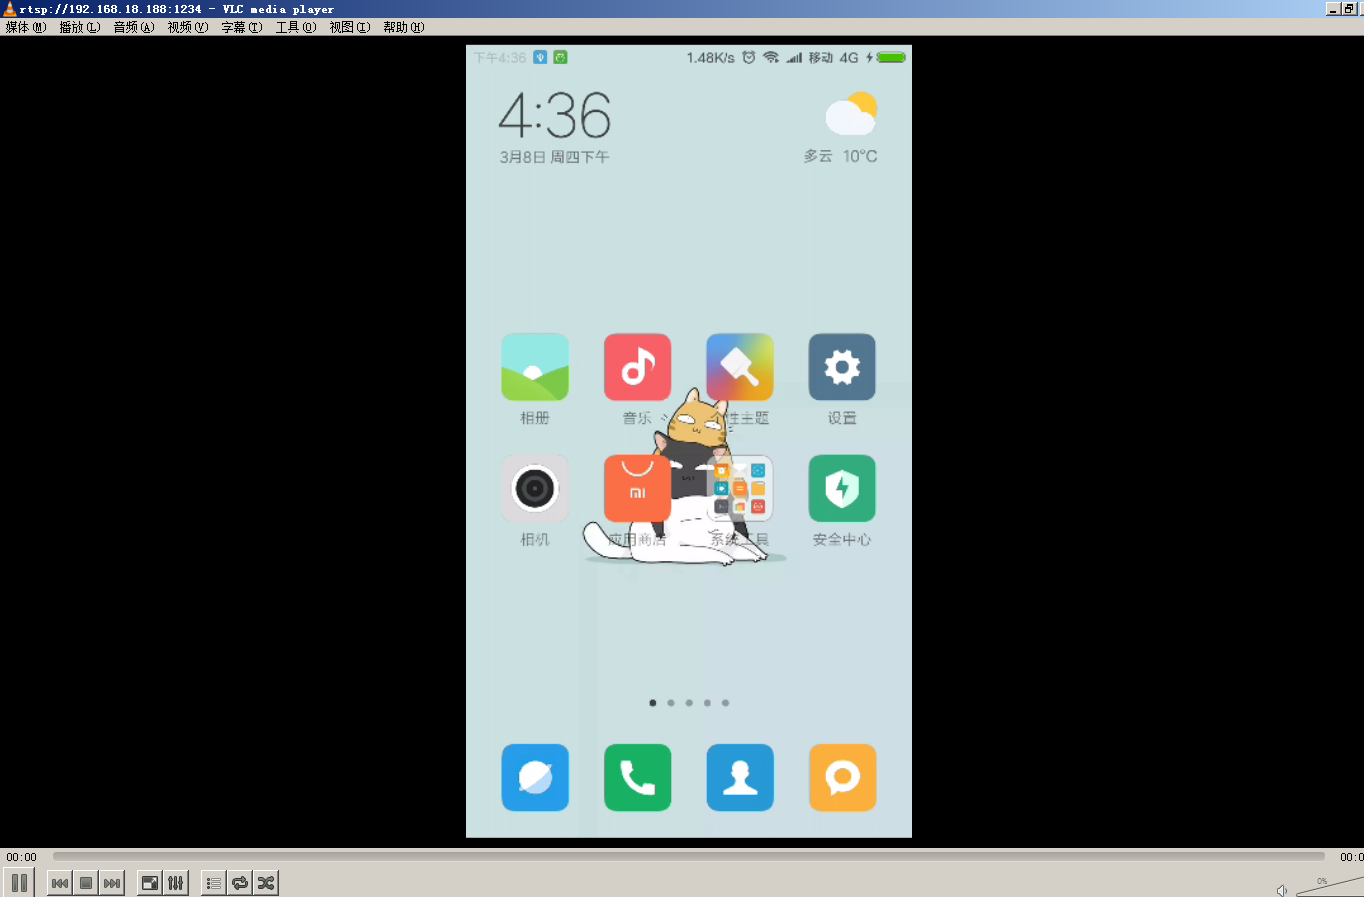 rtsp://192.168.18.188:1234 - VLC media player
媒体(M) 播放(L) 音频(A) 视频(V) 字幕(T) 工具(O) 视图(I) 帮助(H)
下午4:36 1.48K/s 移动 4G
4:36
3月8日 周四下午
多云 10°C
相册 音乐 性主题 设置
mi
相机 应用商店 系统工具 安全中心
00:00 00:0
0%